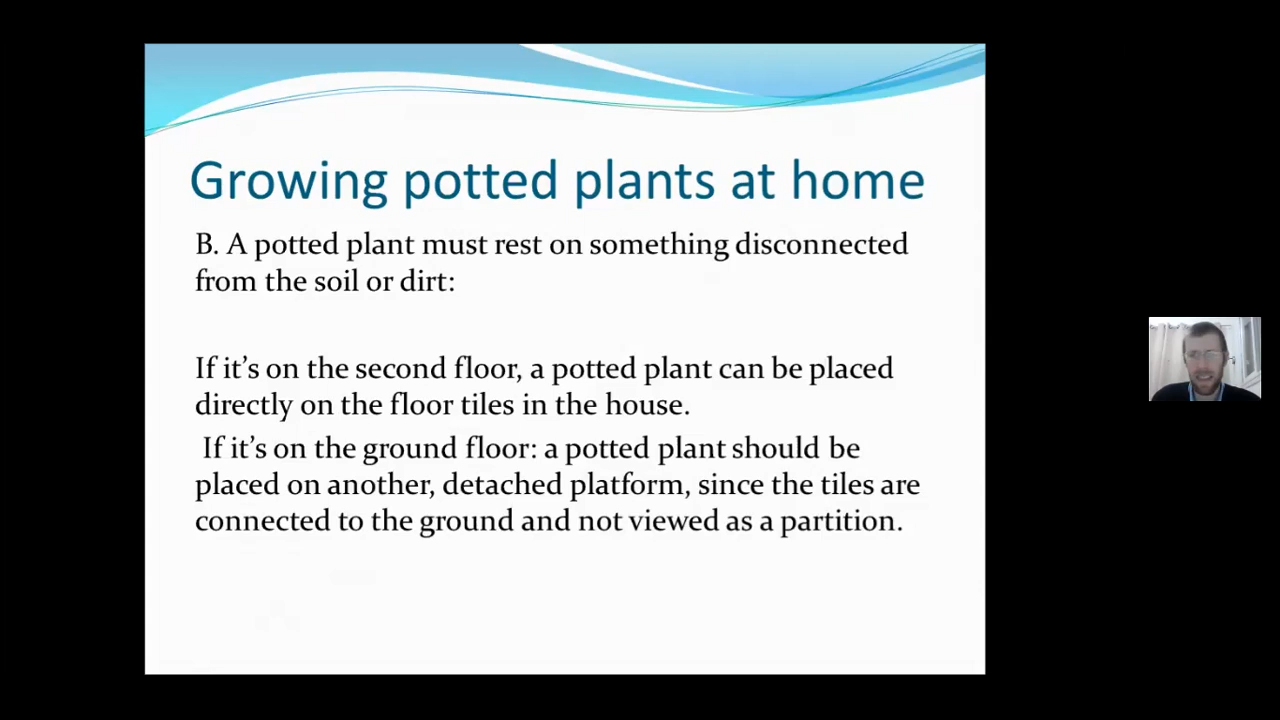 Growing potted plants at home
B. A potted plant must rest on something disconnected
from the soil or dirt:
If it’s on the second floor, a potted plant can be placed
directly on the floor tiles in the house.
If it’s on the ground floor: a potted plant should be
placed on another, detached platform, since the tiles are
connected to the ground and not viewed as a partition.